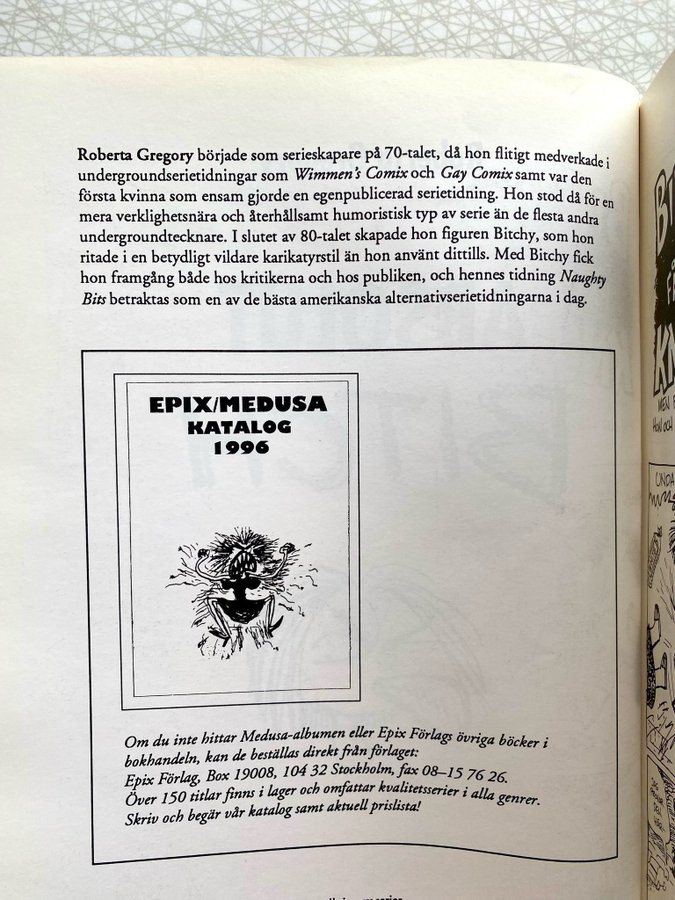 Roberta Gregory började som serieskapare på 70-talet, då hon flitigt medverkade i
undergroundserietidningar som Wimmen's Comix och Gay Comix samt var den
första kvinna som ensam gjorde en egenpublicerad serietidning. Hon stod då för en
mera verklighetsnära och återhållsamt humoristisk typ av serie än de flesta andra
undergroundtecknare. I slutet av 80-talet skapade hon figuren Bitchy, som hon
ritade i en betydligt vildare karikatyrstil än hon använt dittills. Med Bitchy fick
hon framgång både hos kritikerna och hos publiken, och hennes tidning Naughty
Bits betraktas som en av de bästa amerikanska alternativserietidningarna i dag.
EPIX/MEDUSA
KATALOG
1996
Om du inte hittar Medusa-albumen eller Epix Förlags övriga böcker i
bokhandeln, kan de beställas direkt från förlaget:
Epix Förlag, Box 19008, 104 32 Stockholm, fax 08–15 76 26.
Över 150 titlar finns i lager och omfattar kvalitetsserier i alla genrer.
Skriv och begär vår katalog samt aktuell prislista!
MEN
HON OCH